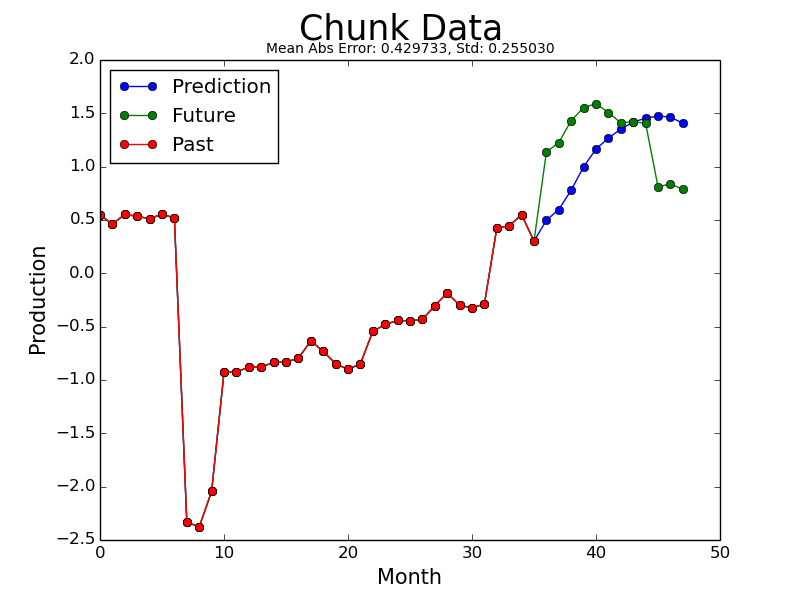 Chunk Data
Mean Abs Error: 0.429733, Std: 0.255030
2.0
1.5
1.0
0.5
0.0
−0.5
−1.0
−1.5
−2.0
−2.5
Prediction
Future
Past
Production
0 10 20 30 40 50
Month